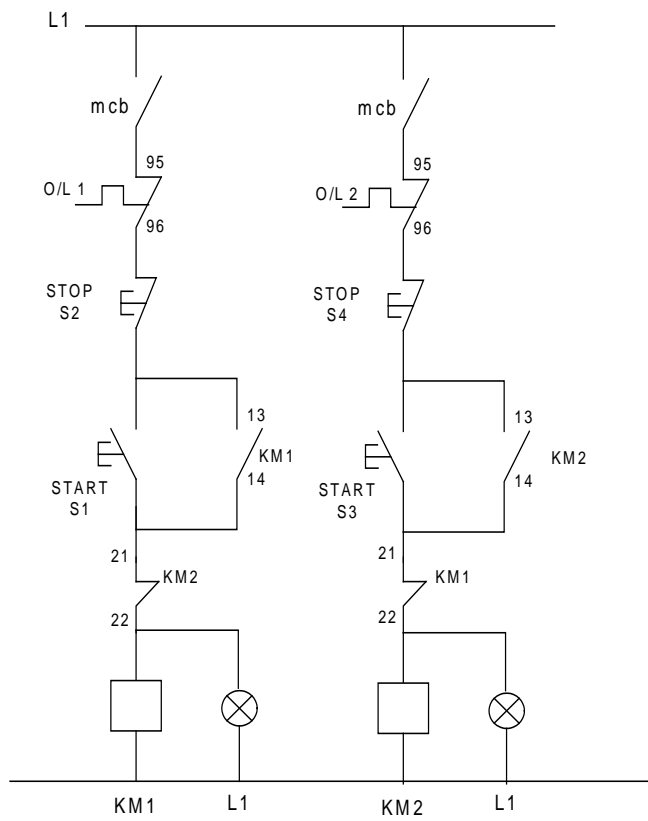 L1
mcb
mcb
95
95
O/L 1
O/L 2
96
96
STOP
S2
STOP
S4
13
13
KM1
KM2
14
14
START
S1
START
S3
21
21
KM2
KM1
22
22
KM1
L1
KM2
L1